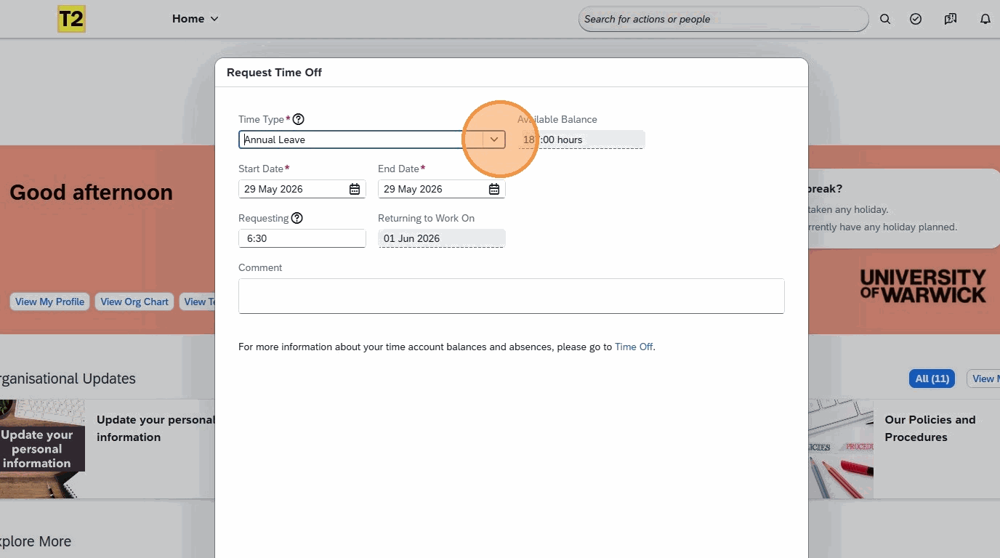 T2
Home
Search for actions or people
Request Time Off
Time Type*
Available Balance
Annual Leave
:00 hours
Start Date*
End Date*
29 May 2026
29 May 2026
Requesting
Returning to Work On
6:30
01 Jun 2026
Comment
For more information about your time account balances and absences, please go to Time Off.
Good afternoon
View My Profile
View Org Chart
View Te
break?
taken any holiday.
rrently have any holiday planned.
UNIVERSITY
OF WARWICK
rganisational Updates
All (11)
View M
Update your
personal
information
Update your personal
information
CIES
PROCEDU
Our Policies and
Procedures
xplore More